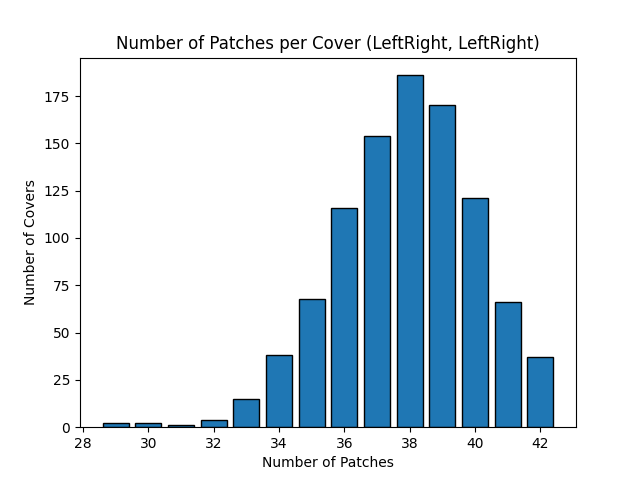 Number of Patches per Cover (LeftRight, LeftRight)
175
150
125
100
75
50
25
0
Number of Covers
28 30 32 34 36 38 40 42
Number of Patches